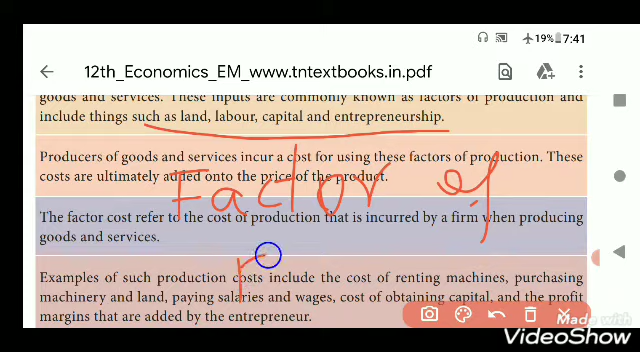 19% 7:41
12th_Economics_EM_www.tntextbooks.in.pdf
goods and services. These inputs are commonly known as factors of production and
include things such as land, labour, capital and entrepreneurship.
Producers of goods and services incur a cost for using these factors of production. These
costs are ultimately added onto the price of the product.
Factor of
The factor cost refer to the cost of production that is incurred by a firm when producing
goods and services.
Examples of such production costs include the cost of renting machines, purchasing
machinery and land, paying salaries and wages, cost of obtaining capital, and the profit
margins that are added by the entrepreneur.
Made with
VideoShow